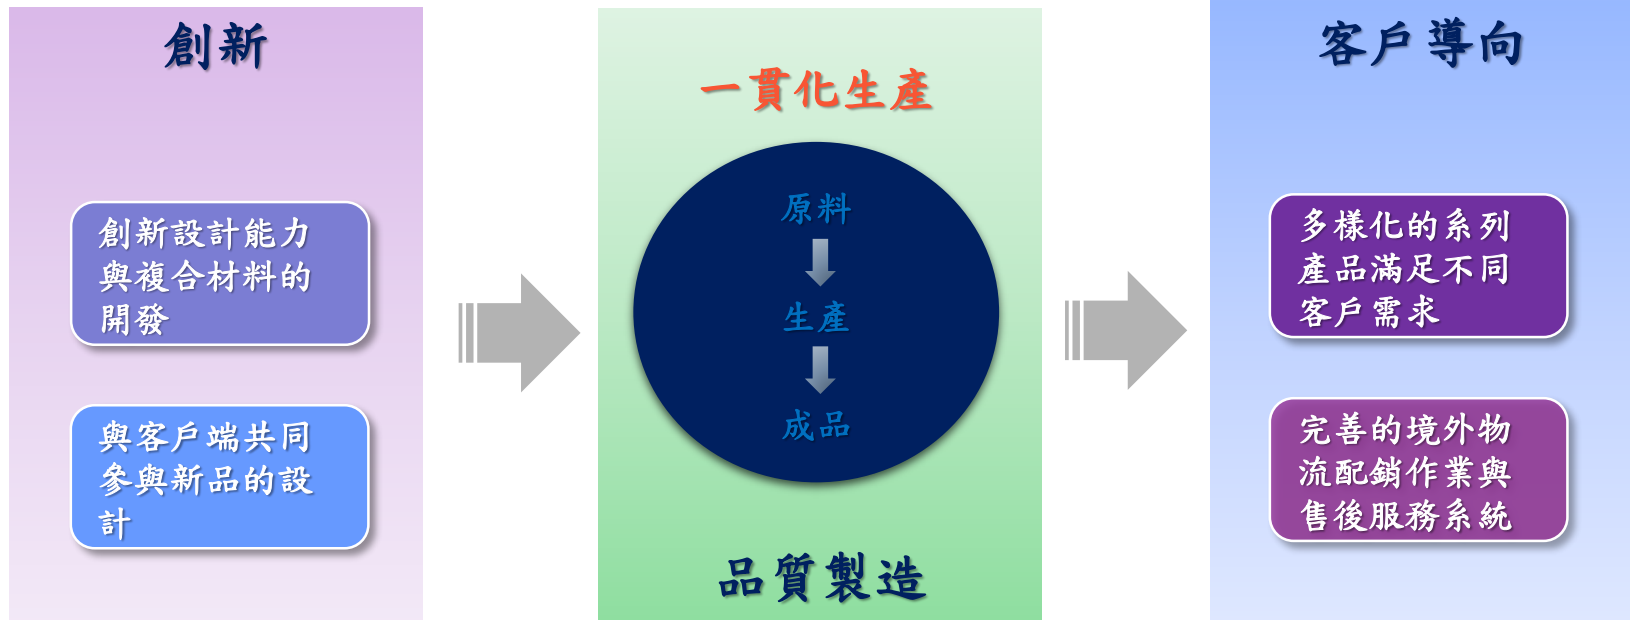 創新
創新設計能力
與複合材料的
開發
與客戶端共同
參與新品的設
計
一貫化生產
原料
生產
成品
品質製造
客戶導向
多樣化的系列
產品滿足不同
客戶需求
完善的境外物
流配銷作業與
售後服務系統